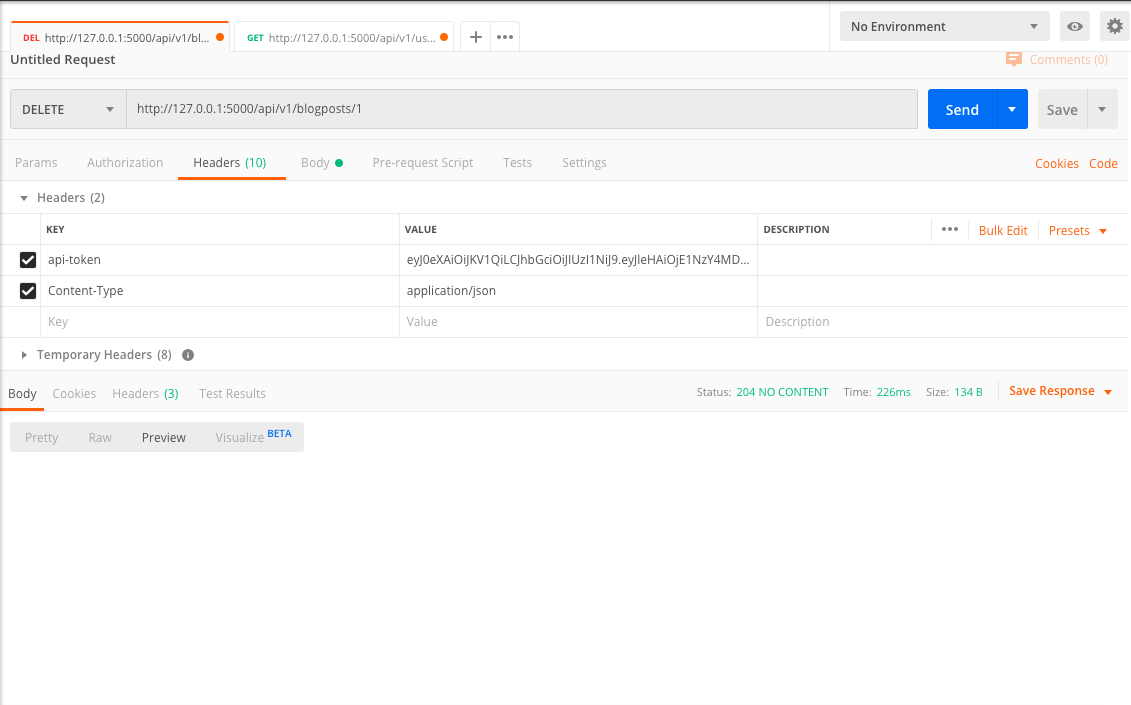 DEL http://127.0.0.1:5000/api/v1/bl... GET http://127.0.0.1:5000/api/v1/us... + ••• No Environment
Untitled Request Comments (0)
DELETE http://127.0.0.1:5000/api/v1/blogposts/1 Send Save
Params Authorization Headers (10) Body Pre-request Script Tests Settings Cookies Code
Headers (2)
KEY VALUE DESCRIPTION ••• Bulk Edit Presets
api-token eyJ0eXAiOiJKV1QiLCJhbGciOiJIUzI1NiJ9.eyJleHAiOjE1NzY4MD...
Content-Type application/json
Key Value Description
Temporary Headers (8) i
Body Cookies Headers (3) Test Results Status: 204 NO CONTENT Time: 226ms Size: 134 B Save Response
Pretty Raw Preview Visualize BETA